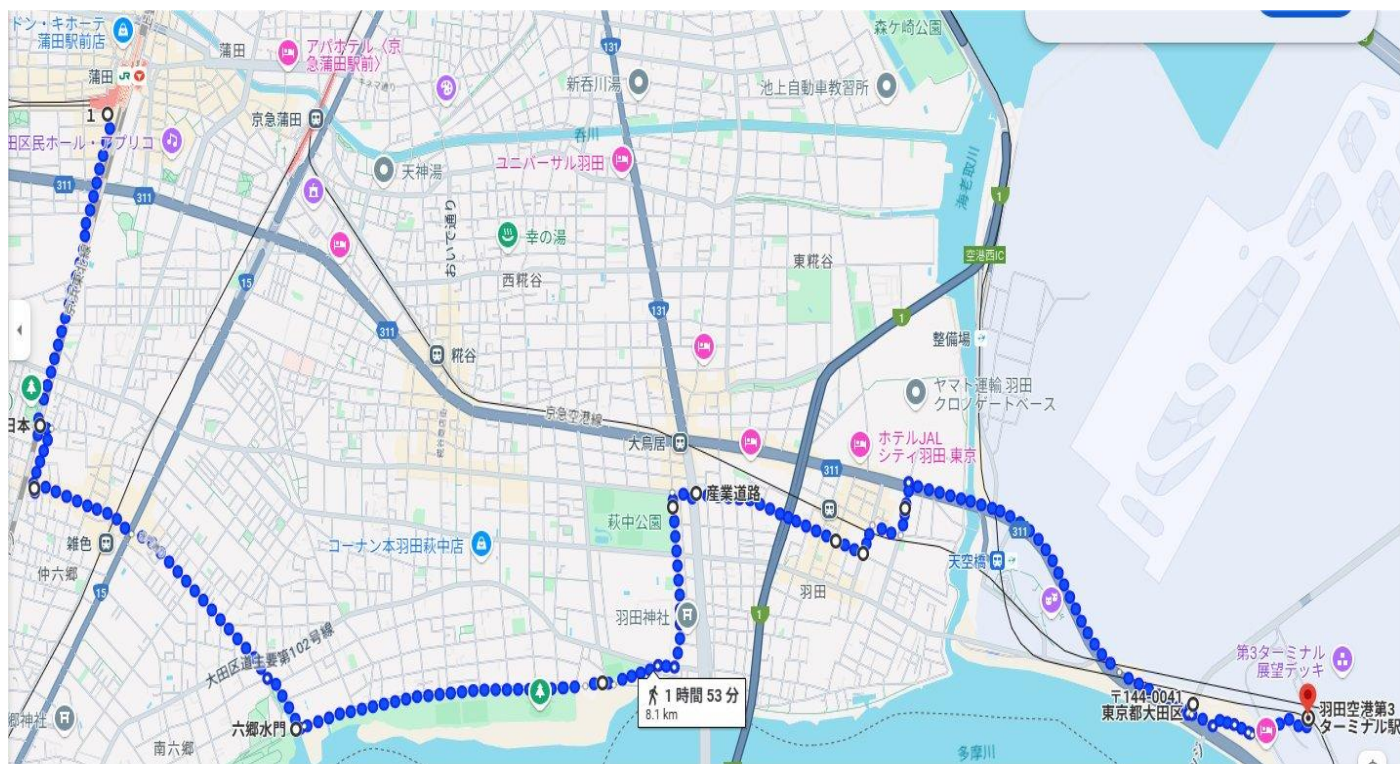 ドン・キホーテ
蒲田駅前店
蒲田
アパホテル〈京
急蒲田駅前〉
131
森ケ崎公園
蒲田
JR
新呑川湯
池上自動車教習所
1
京急蒲田
呑川
田区民ホール・アプリコ
天神湯
ユニバーサル羽田
海老取川
311
311
1
おいで通り
幸の湯
西糀谷
東糀谷
空港西IC
15
131
311
1
整備場
糀谷
ヤマト運輸 羽田
クロノゲートベース
日本
京急空港線
大鳥居
ホテルJAL
シティ羽田 東京
311
産業道路
萩中公園
311
雑色
コーナン本羽田萩中店
天空橋
仲六郷
15
羽田
羽田神社
1
大田区道主要第102号線
第3ターミナル
展望デッキ
1 時間 53 分
8.1 km
〒144-0041
東京都大田区
羽田空港第3
ターミナル駅
郷神社
六郷水門
南六郷
多摩川